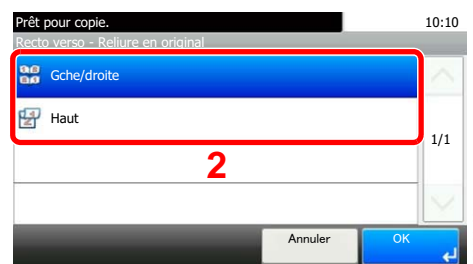 Prêt pour copie. 10:10
Recto verso - Reliure en original
Gche/droite
Haut
1/1
2
Annuler OK